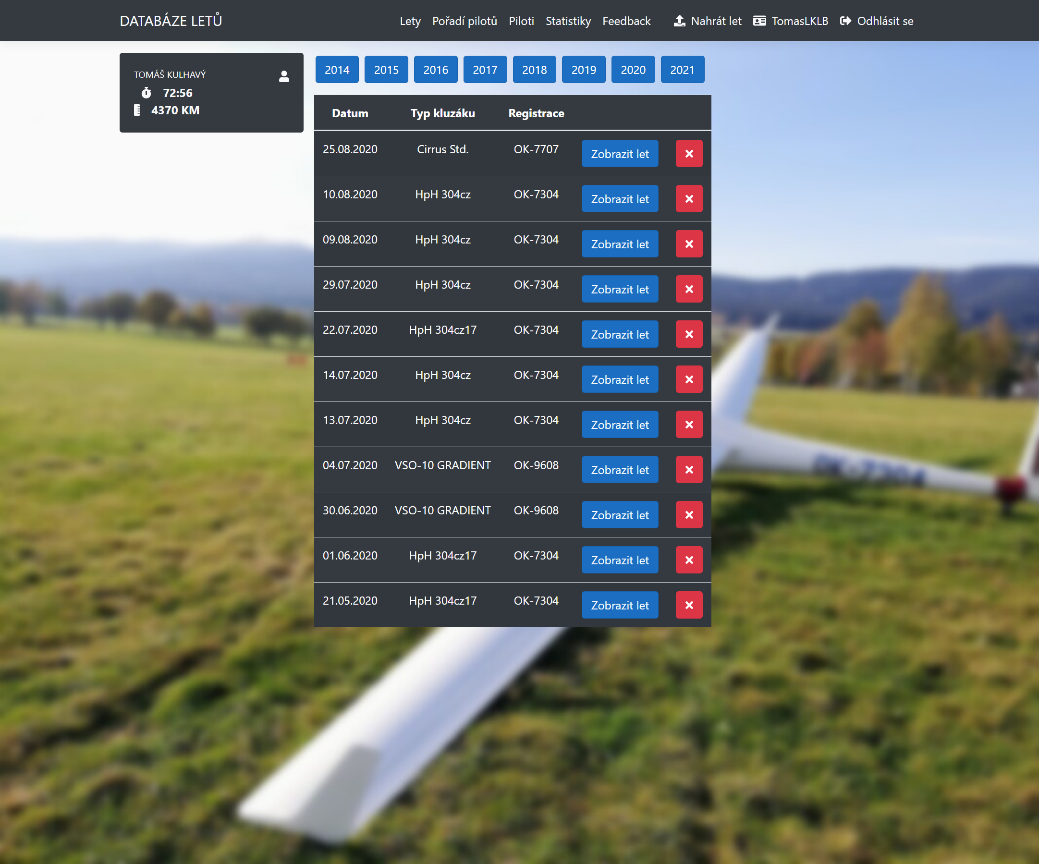 DATABÁZE LETŮ Lety Pořadí pilotů Piloti Statistiky Feedback Nahrát let TomasLKLB Odhlásit se
TOMÁŠ KULHAVÝ
72:56
4370 KM
2014 2015 2016 2017 2018 2019 2020 2021
Datum Typ kluzáku Registrace
25.08.2020 Cirrus Std. OK-7707 Zobrazit let
10.08.2020 HpH 304cz OK-7304 Zobrazit let
09.08.2020 HpH 304cz OK-7304 Zobrazit let
29.07.2020 HpH 304cz OK-7304 Zobrazit let
22.07.2020 HpH 304cz17 OK-7304 Zobrazit let
14.07.2020 HpH 304cz OK-7304 Zobrazit let
13.07.2020 HpH 304cz OK-7304 Zobrazit let
04.07.2020 VSO-10 GRADIENT OK-9608 Zobrazit let
30.06.2020 VSO-10 GRADIENT OK-9608 Zobrazit let
01.06.2020 HpH 304cz17 OK-7304 Zobrazit let
21.05.2020 HpH 304cz17 OK-7304 Zobrazit let
OK-7304